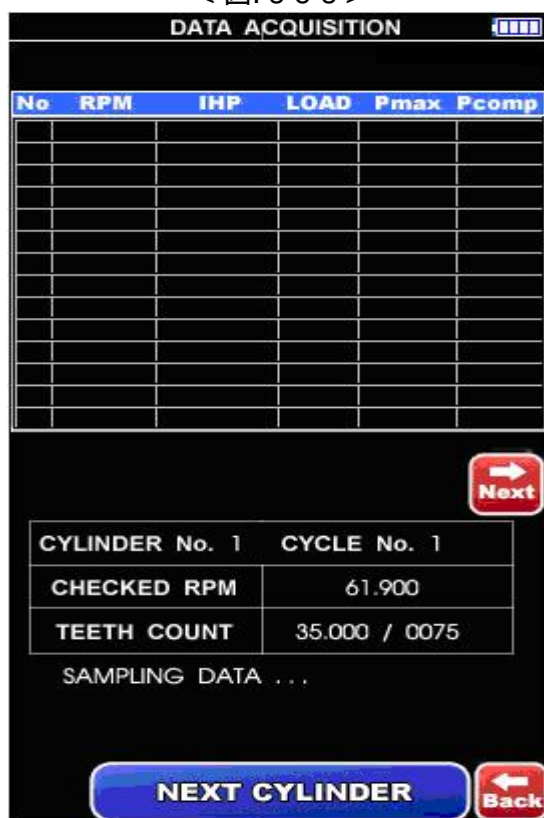 DATA ACQUISITION
No RPM IHP LOAD Pmax Pcomp
Next
CYLINDER No. 1 CYCLE No. 1
CHECKED RPM 61.900
TEETH COUNT 35.000 / 0075
SAMPLING DATA ...
NEXT CYLINDER
Back